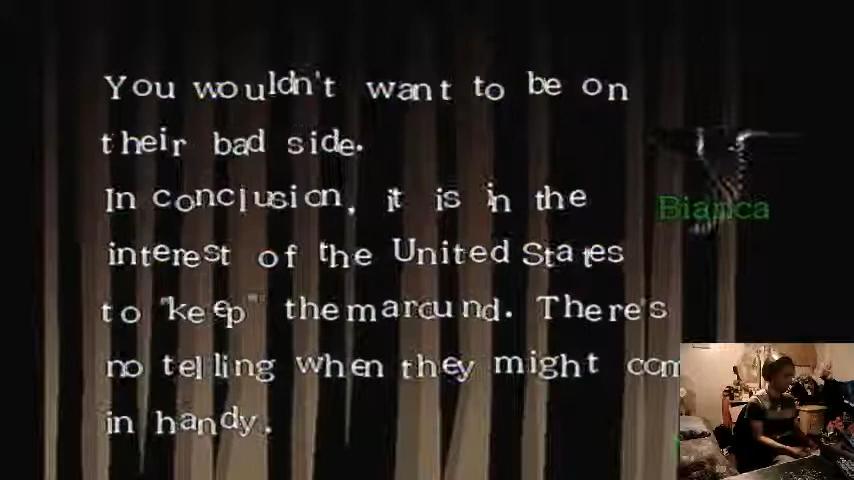 You wouldn't want to be on
their bad side.
In conclusion, it is in the
Bianca
interest of the United States
to "keep" them around. There's
no telling when they might com
in handy.